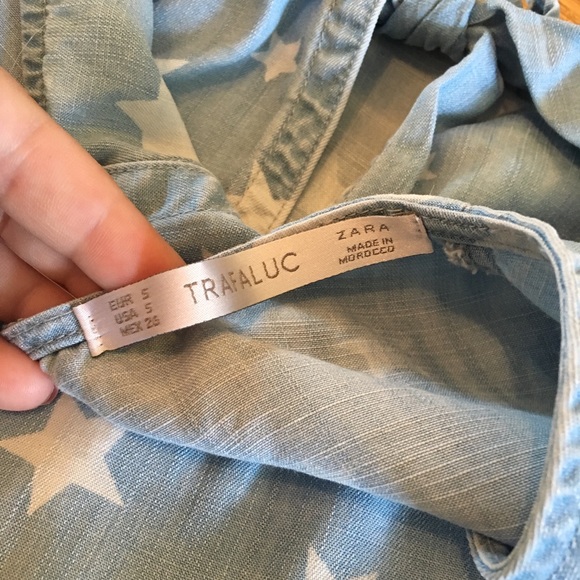 EUR S
USA S
MEX 26
TRAFALUC
ZARA
MADE IN
MOROCCO